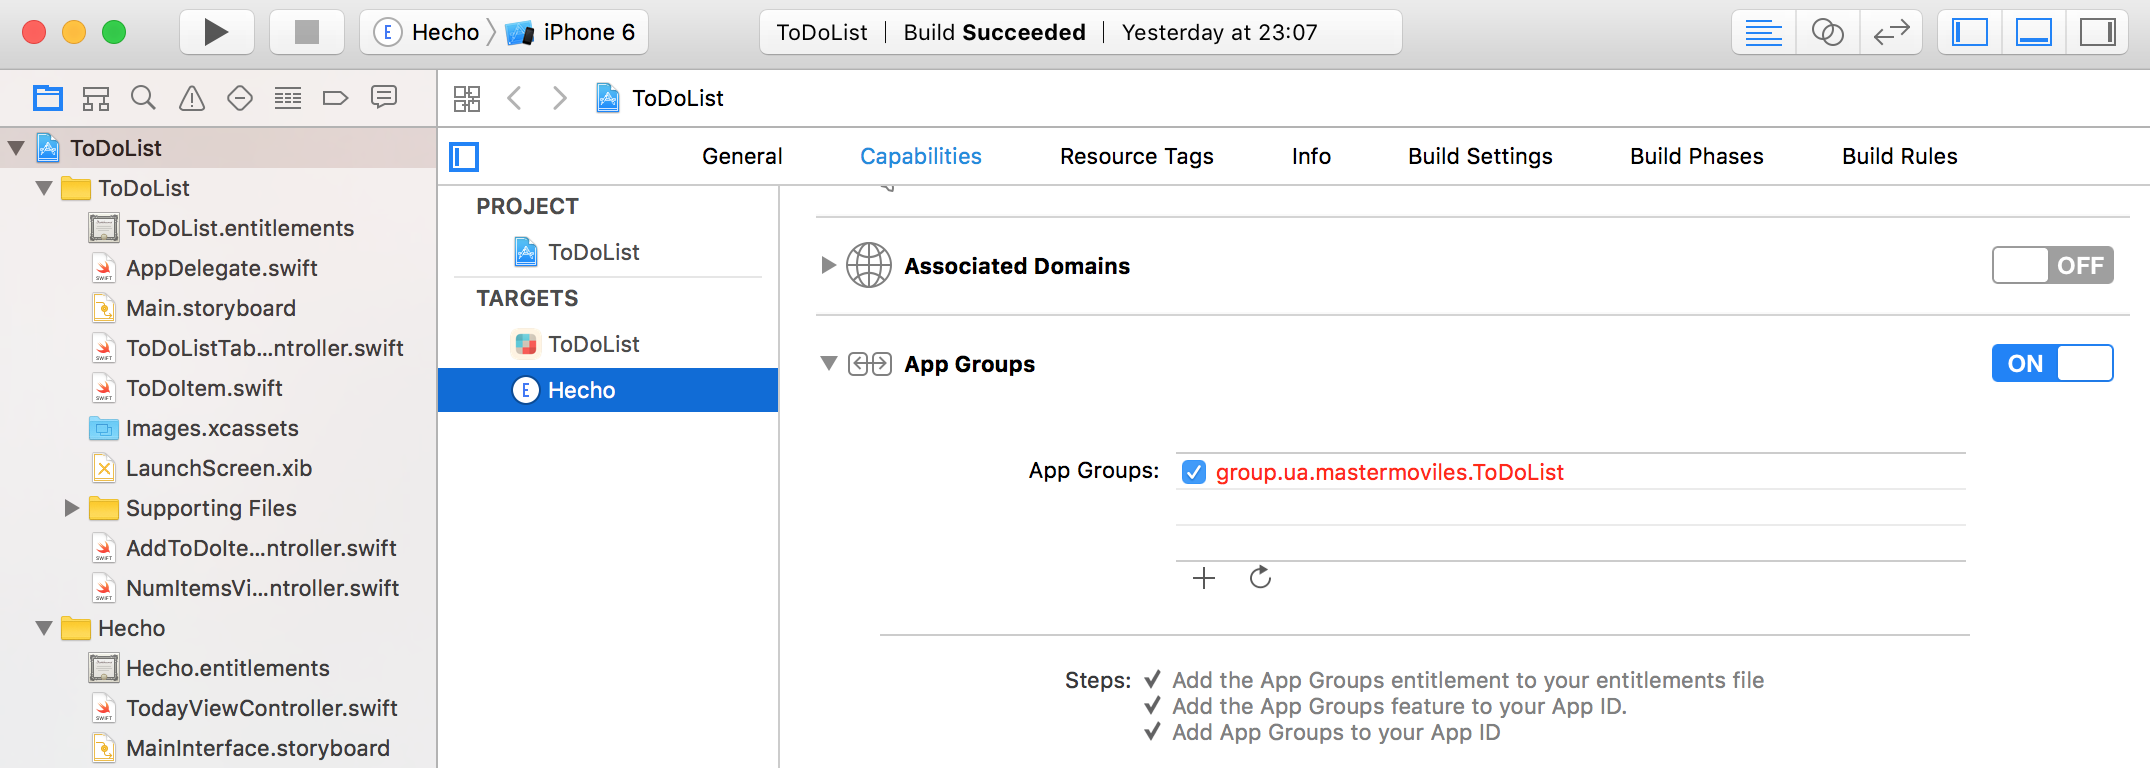 Hecho iPhone 6
ToDoList Build Succeeded Yesterday at 23:07
ToDoList
General Capabilities Resource Tags Info Build Settings Build Phases Build Rules
ToDoList
ToDoList
ToDoList.entitlements
AppDelegate.swift
Main.storyboard
ToDoListTab...ntroller.swift
ToDoItem.swift
Images.xcassets
LaunchScreen.xib
Supporting Files
AddToDoIte...ntroller.swift
NumItemsVi...ntroller.swift
Hecho
Hecho.entitlements
TodayViewController.swift
MainInterface.storyboard
PROJECT
ToDoList
TARGETS
ToDoList
E Hecho
Associated Domains OFF
App Groups ON
App Groups: group.ua.mastermoviles.ToDoList
Steps: ✓ Add the App Groups entitlement to your entitlements file
✓ Add the App Groups feature to your App ID.
✓ Add App Groups to your App ID